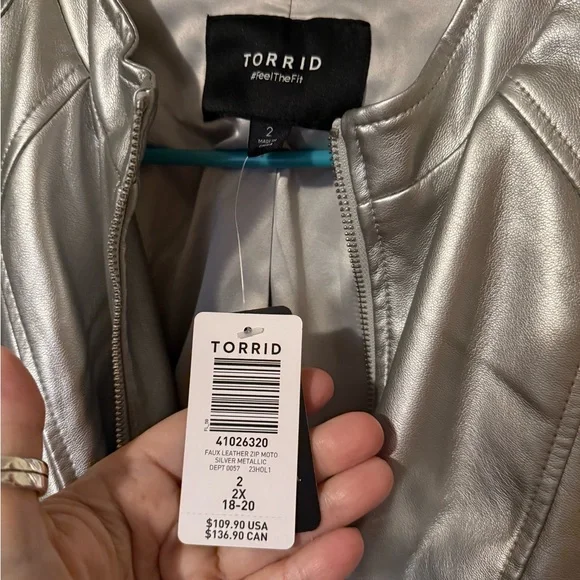 TORRID
#FeelTheFit
2
TORRID
41026320
FAUX LEATHER ZIP MOTO
SILVER METALLIC
DEPT 0057 23HOL1
2
2X
18-20
$109.90 USA
$136.90 CAN